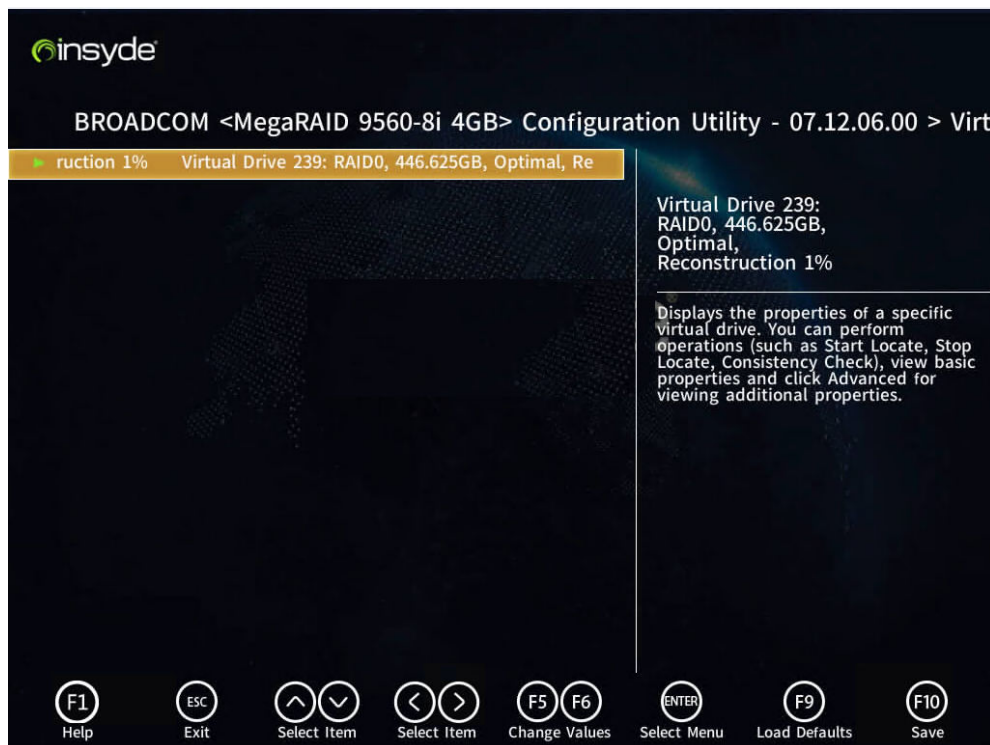 insyde
BROADCOM <MegaRAID 9560-8i 4GB> Configuration Utility - 07.12.06.00 > Virt
ruction 1% Virtual Drive 239: RAID0, 446.625GB, Optimal, Re
Virtual Drive 239:
RAID0, 446.625GB,
Optimal,
Reconstruction 1%
Displays the properties of a specific
virtual drive. You can perform
operations (such as Start Locate, Stop
Locate, Consistency Check), view basic
properties and click Advanced for
viewing additional properties.
F1 ESC F5 F6 ENTER F9 F10
Help Exit Select Item Select Item Change Values Select Menu Load Defaults Save